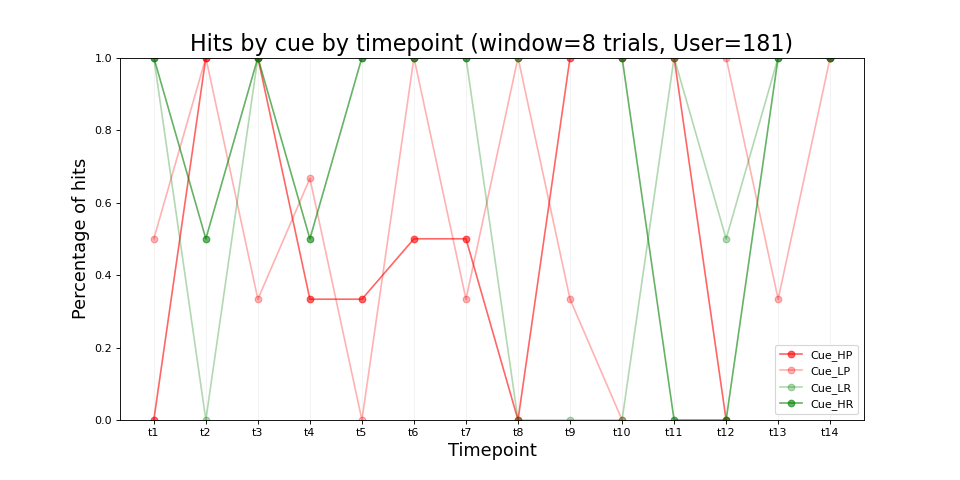 Hits by cue by timepoint (window=8 trials, User=181)
Percentage of hits
1.0
0.8
0.6
0.4
0.2
0.0
t1 t2 t3 t4 t5 t6 t7 t8 t9 t10 t11 t12 t13 t14
Timepoint
Cue_HP
Cue_LP
Cue_LR
Cue_HR